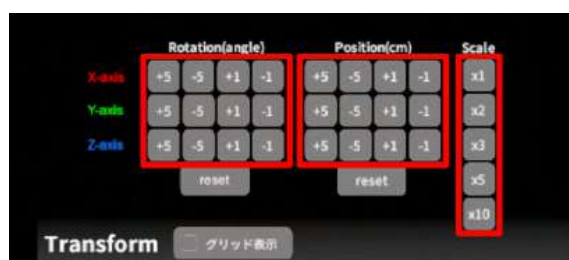 Rotation(angle) Position(cm) Scale
X-axis +5 -5 +1 -1 +5 -5 +1 -1 x1
Y-axis +5 -5 +1 -1 +5 -5 +1 -1 x2
Z-axis +5 -5 +1 -1 +5 -5 +1 -1 x3
reset reset x5
x10
Transform グリッド表示